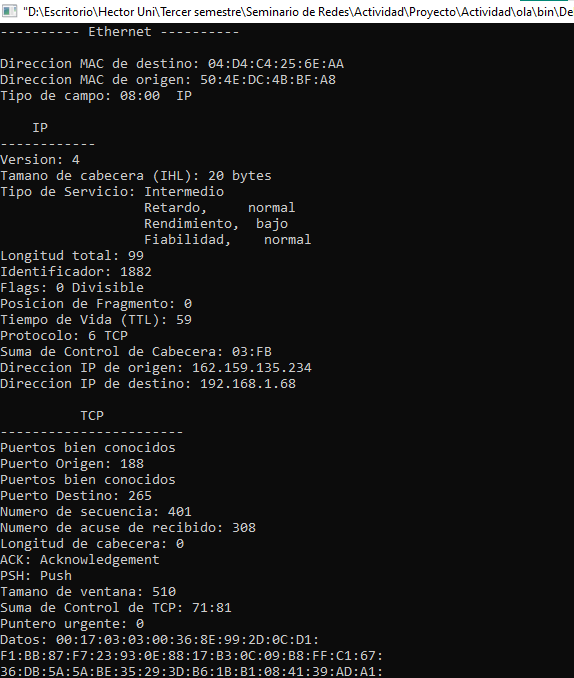 "D:\Escritorio\Hector Uni\Tercer semestre\Seminario de Redes\Actividad\Proyecto\Actividad\ola\bin\De
---------- Ethernet ----------
Direccion MAC de destino: 04:D4:C4:25:6E:AA
Direccion MAC de origen: 50:4E:DC:4B:BF:A8
Tipo de campo: 08:00  IP
    IP
------------
Version: 4
Tamano de cabecera (IHL): 20 bytes
Tipo de Servicio: Intermedio
                  Retardo,     normal
                  Rendimiento,  bajo
                  Fiabilidad,    normal
Longitud total: 99
Identificador: 1882
Flags: 0 Divisible
Posicion de Fragmento: 0
Tiempo de Vida (TTL): 59
Protocolo: 6 TCP
Suma de Control de Cabecera: 03:FB
Direccion IP de origen: 162.159.135.234
Direccion IP de destino: 192.168.1.68
          TCP
-----------------------
Puertos bien conocidos
Puerto Origen: 188
Puertos bien conocidos
Puerto Destino: 265
Numero de secuencia: 401
Numero de acuse de recibido: 308
Longitud de cabecera: 0
ACK: Acknowledgement
PSH: Push
Tamano de ventana: 510
Suma de Control de TCP: 71:81
Puntero urgente: 0
Datos: 00:17:03:03:00:36:8E:99:2D:0C:D1:
F1:BB:87:F7:23:93:0E:88:17:B3:0C:09:B8:FF:C1:67:
36:DB:5A:5A:BE:35:29:3D:B6:1B:B1:08:41:39:AD:A1: